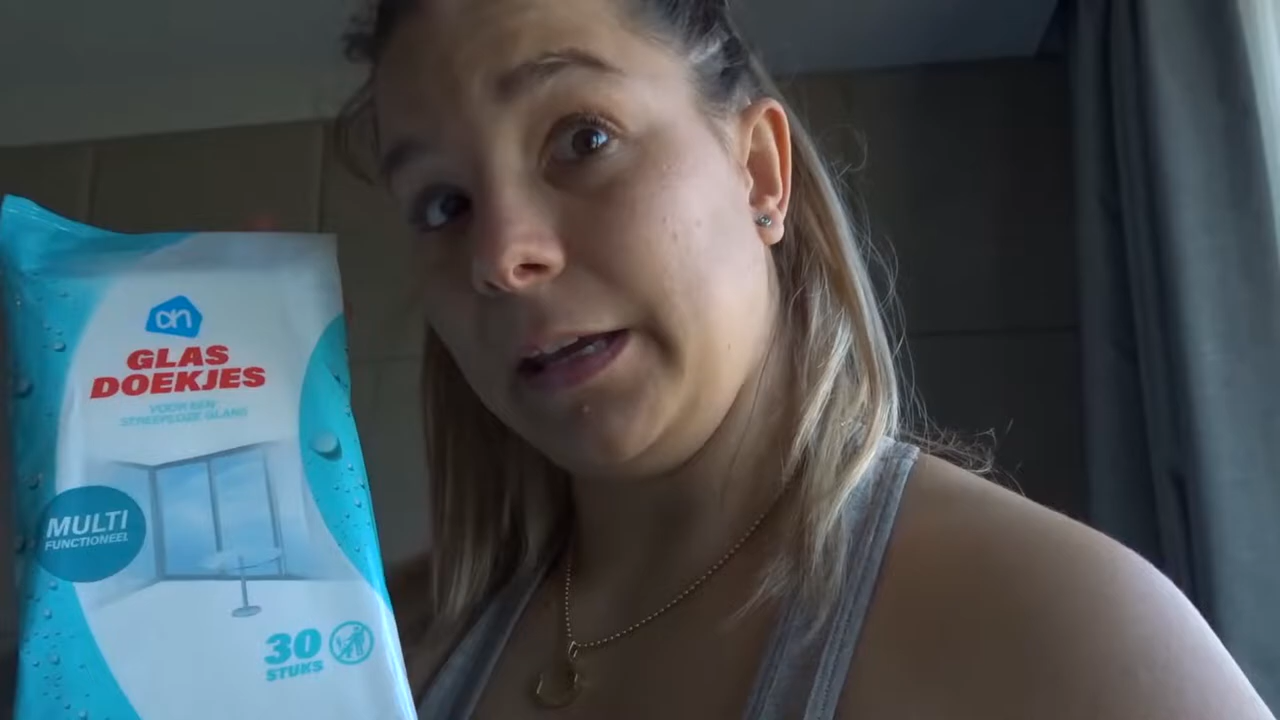 ah
GLAS
DOEKJES
VOOR EEN
STREEPLOZE GLANS
MULTI
FUNCTIONEEL
30
STUKS